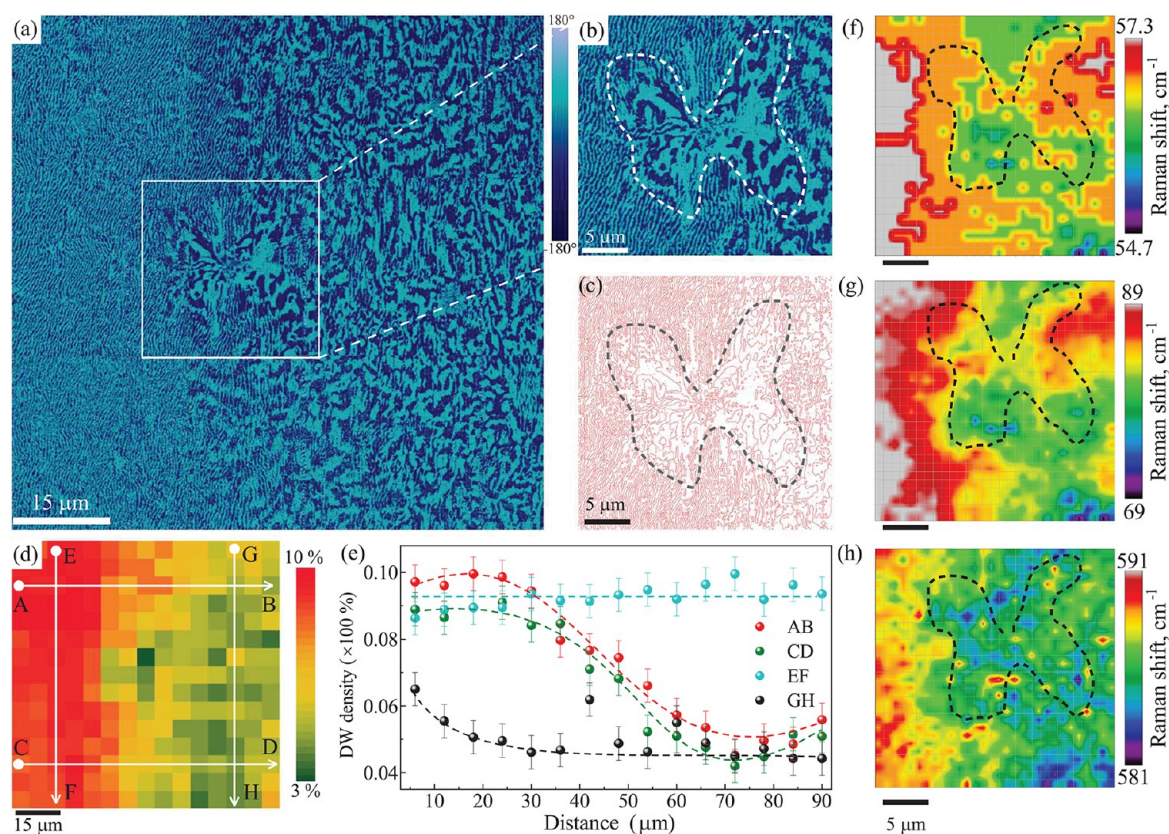 (a)
180°
-180°
15 μm
(b)
5 μm
(c)
5 μm
(f)
57.3
Raman shift, cm-1
54.7
(g)
89
Raman shift, cm-1
69
(d)
E
G
A
B
C
D
F
H
10 %
3 %
15 μm
(e)
DW density (×100 %)
0.10
0.08
0.06
0.04
AB
CD
EF
GH
10 20 30 40 50 60 70 80 90
Distance (μm)
(h)
591
Raman shift, cm-1
581
5 μm